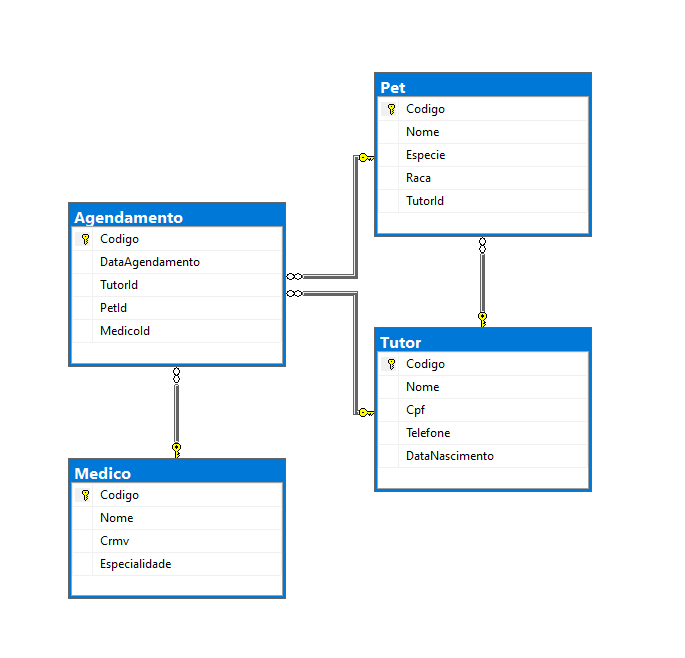 Pet
Codigo
Nome
Especie
Raca
TutorId
Agendamento
Codigo
DataAgendamento
TutorId
PetId
MedicoId
Tutor
Codigo
Nome
Cpf
Telefone
DataNascimento
Medico
Codigo
Nome
Crmv
Especialidade